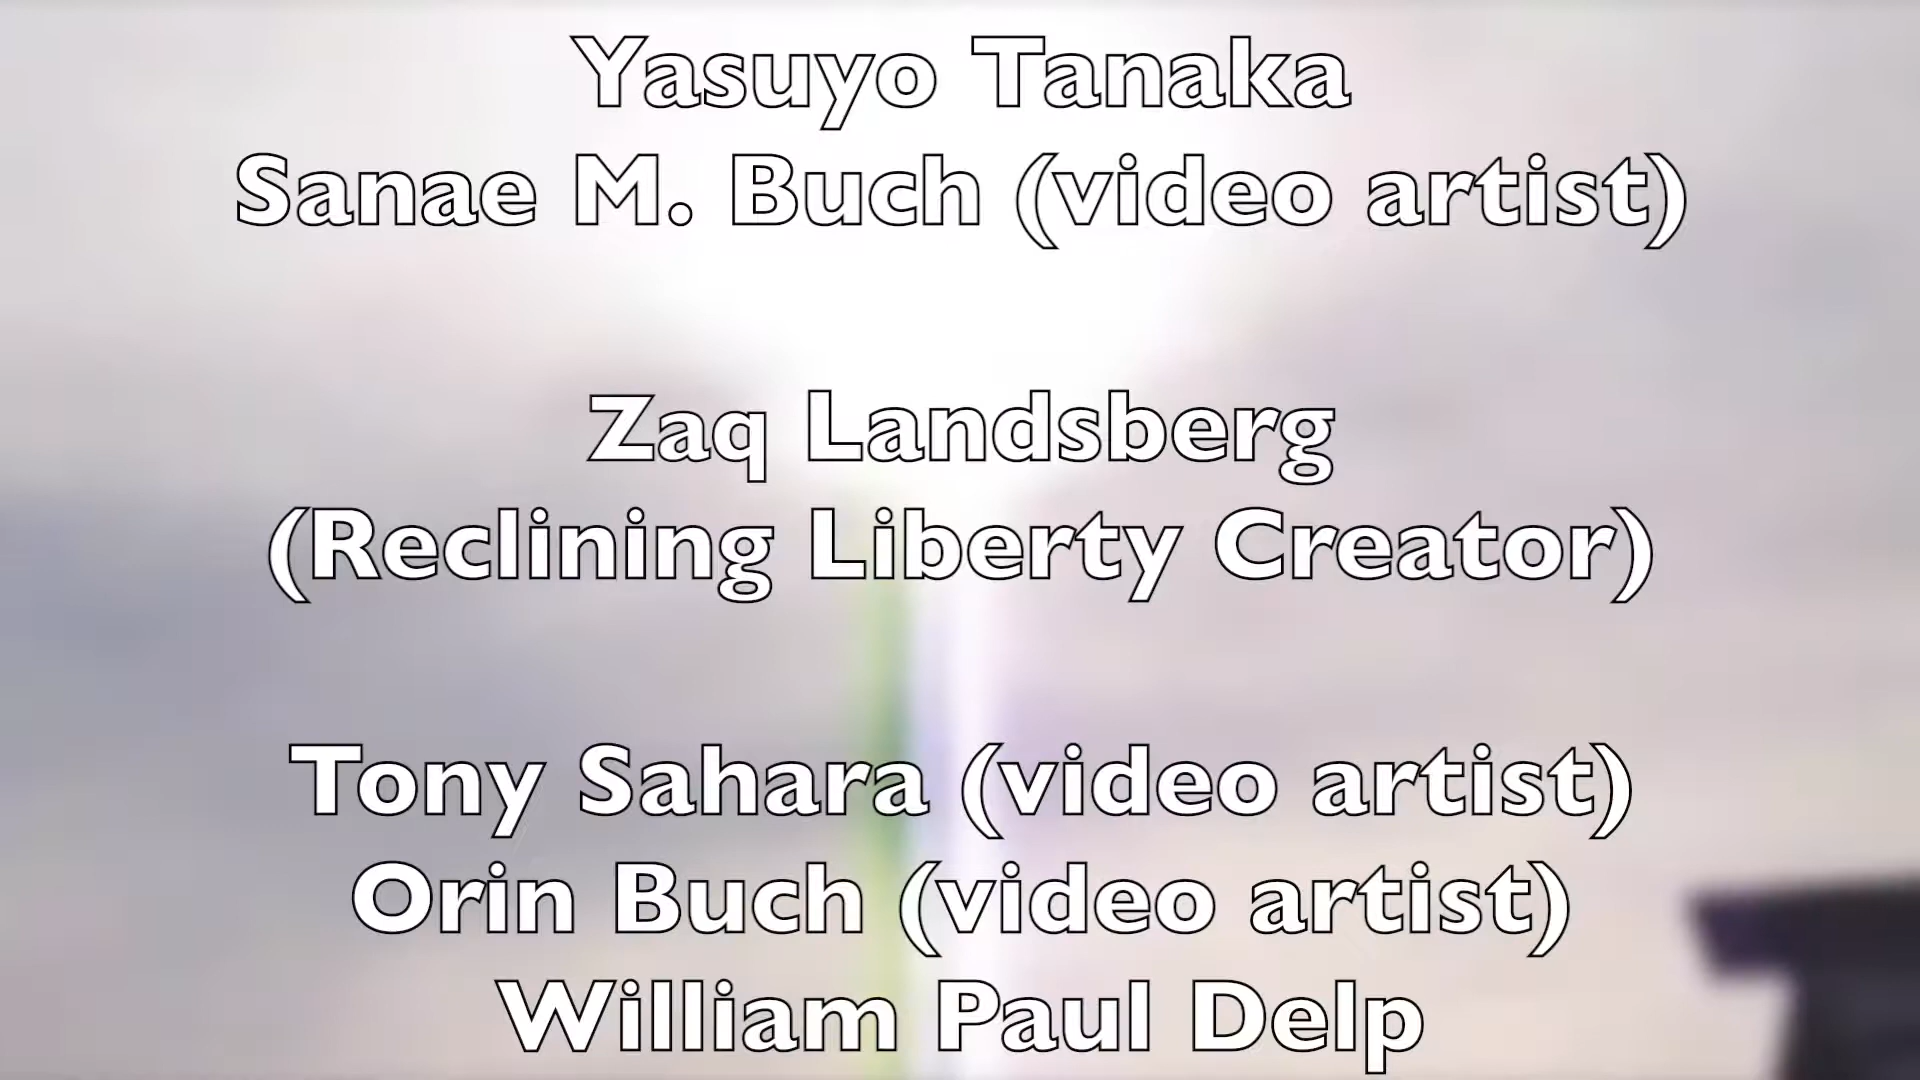 Yasuyo Tanaka
Sanae M. Buch (video artist)
Zaq Landsberg
(Reclining Liberty Creator)
Tony Sahara (video artist)
Orin Buch (video artist)
William Paul Delp